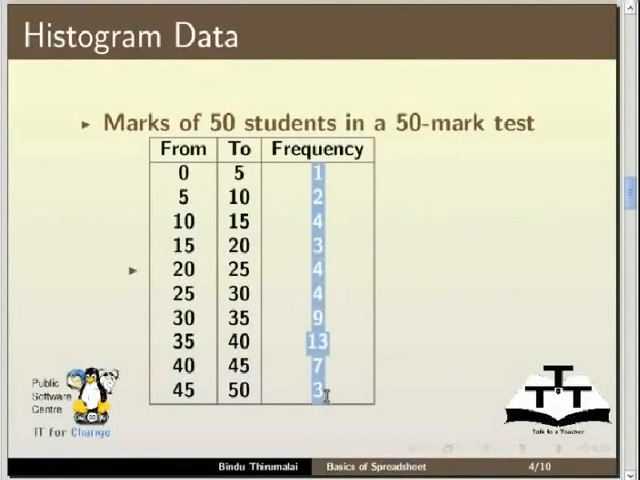 Histogram Data
Marks of 50 students in a 50-mark test
From To Frequency
0 5 1
5 10 2
10 15 4
15 20 3
20 25 4
25 30 4
30 35 9
35 40 13
40 45 7
45 50 3
Public
Software
Centre
IT for Change
TTT
Talk to a Teacher
Bindu Thirumalai Basics of Spreadsheet 4/10